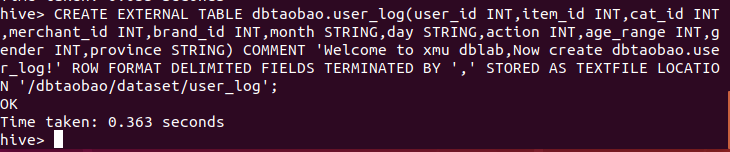 hive> CREATE EXTERNAL TABLE dbtaobao.user_log(user_id INT,item_id INT,cat_id INT
,merchant_id INT,brand_id INT,month STRING,day STRING,action INT,age_range INT,g
ender INT,province STRING) COMMENT 'Welcome to xmu dblab,Now create dbtaobao.use
r_log!' ROW FORMAT DELIMITED FIELDS TERMINATED BY ',' STORED AS TEXTFILE LOCATIO
N '/dbtaobao/dataset/user_log';
OK
Time taken: 0.363 seconds
hive>